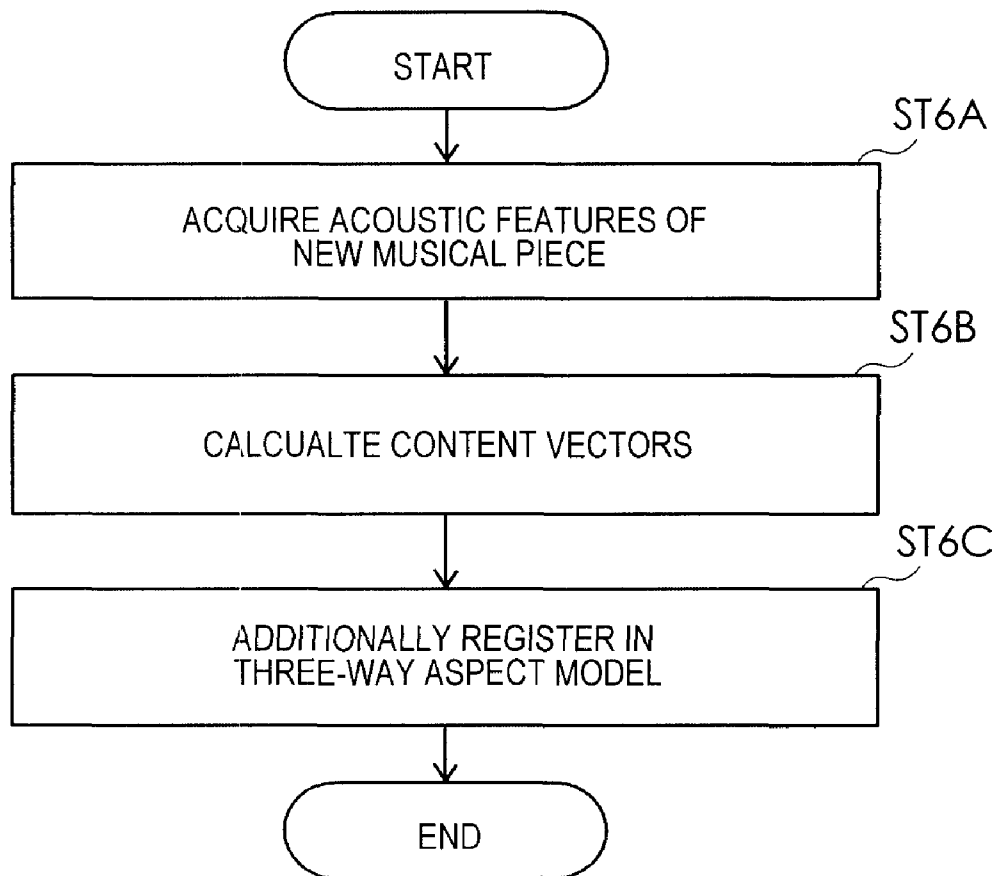 START
ST6A
ACQUIRE ACOUSTIC FEATURES OF
NEW MUSICAL PIECE
ST6B
CALCUALTE CONTENT VECTORS
ST6C
ADDITIONALLY REGISTER IN
THREE-WAY ASPECT MODEL
END